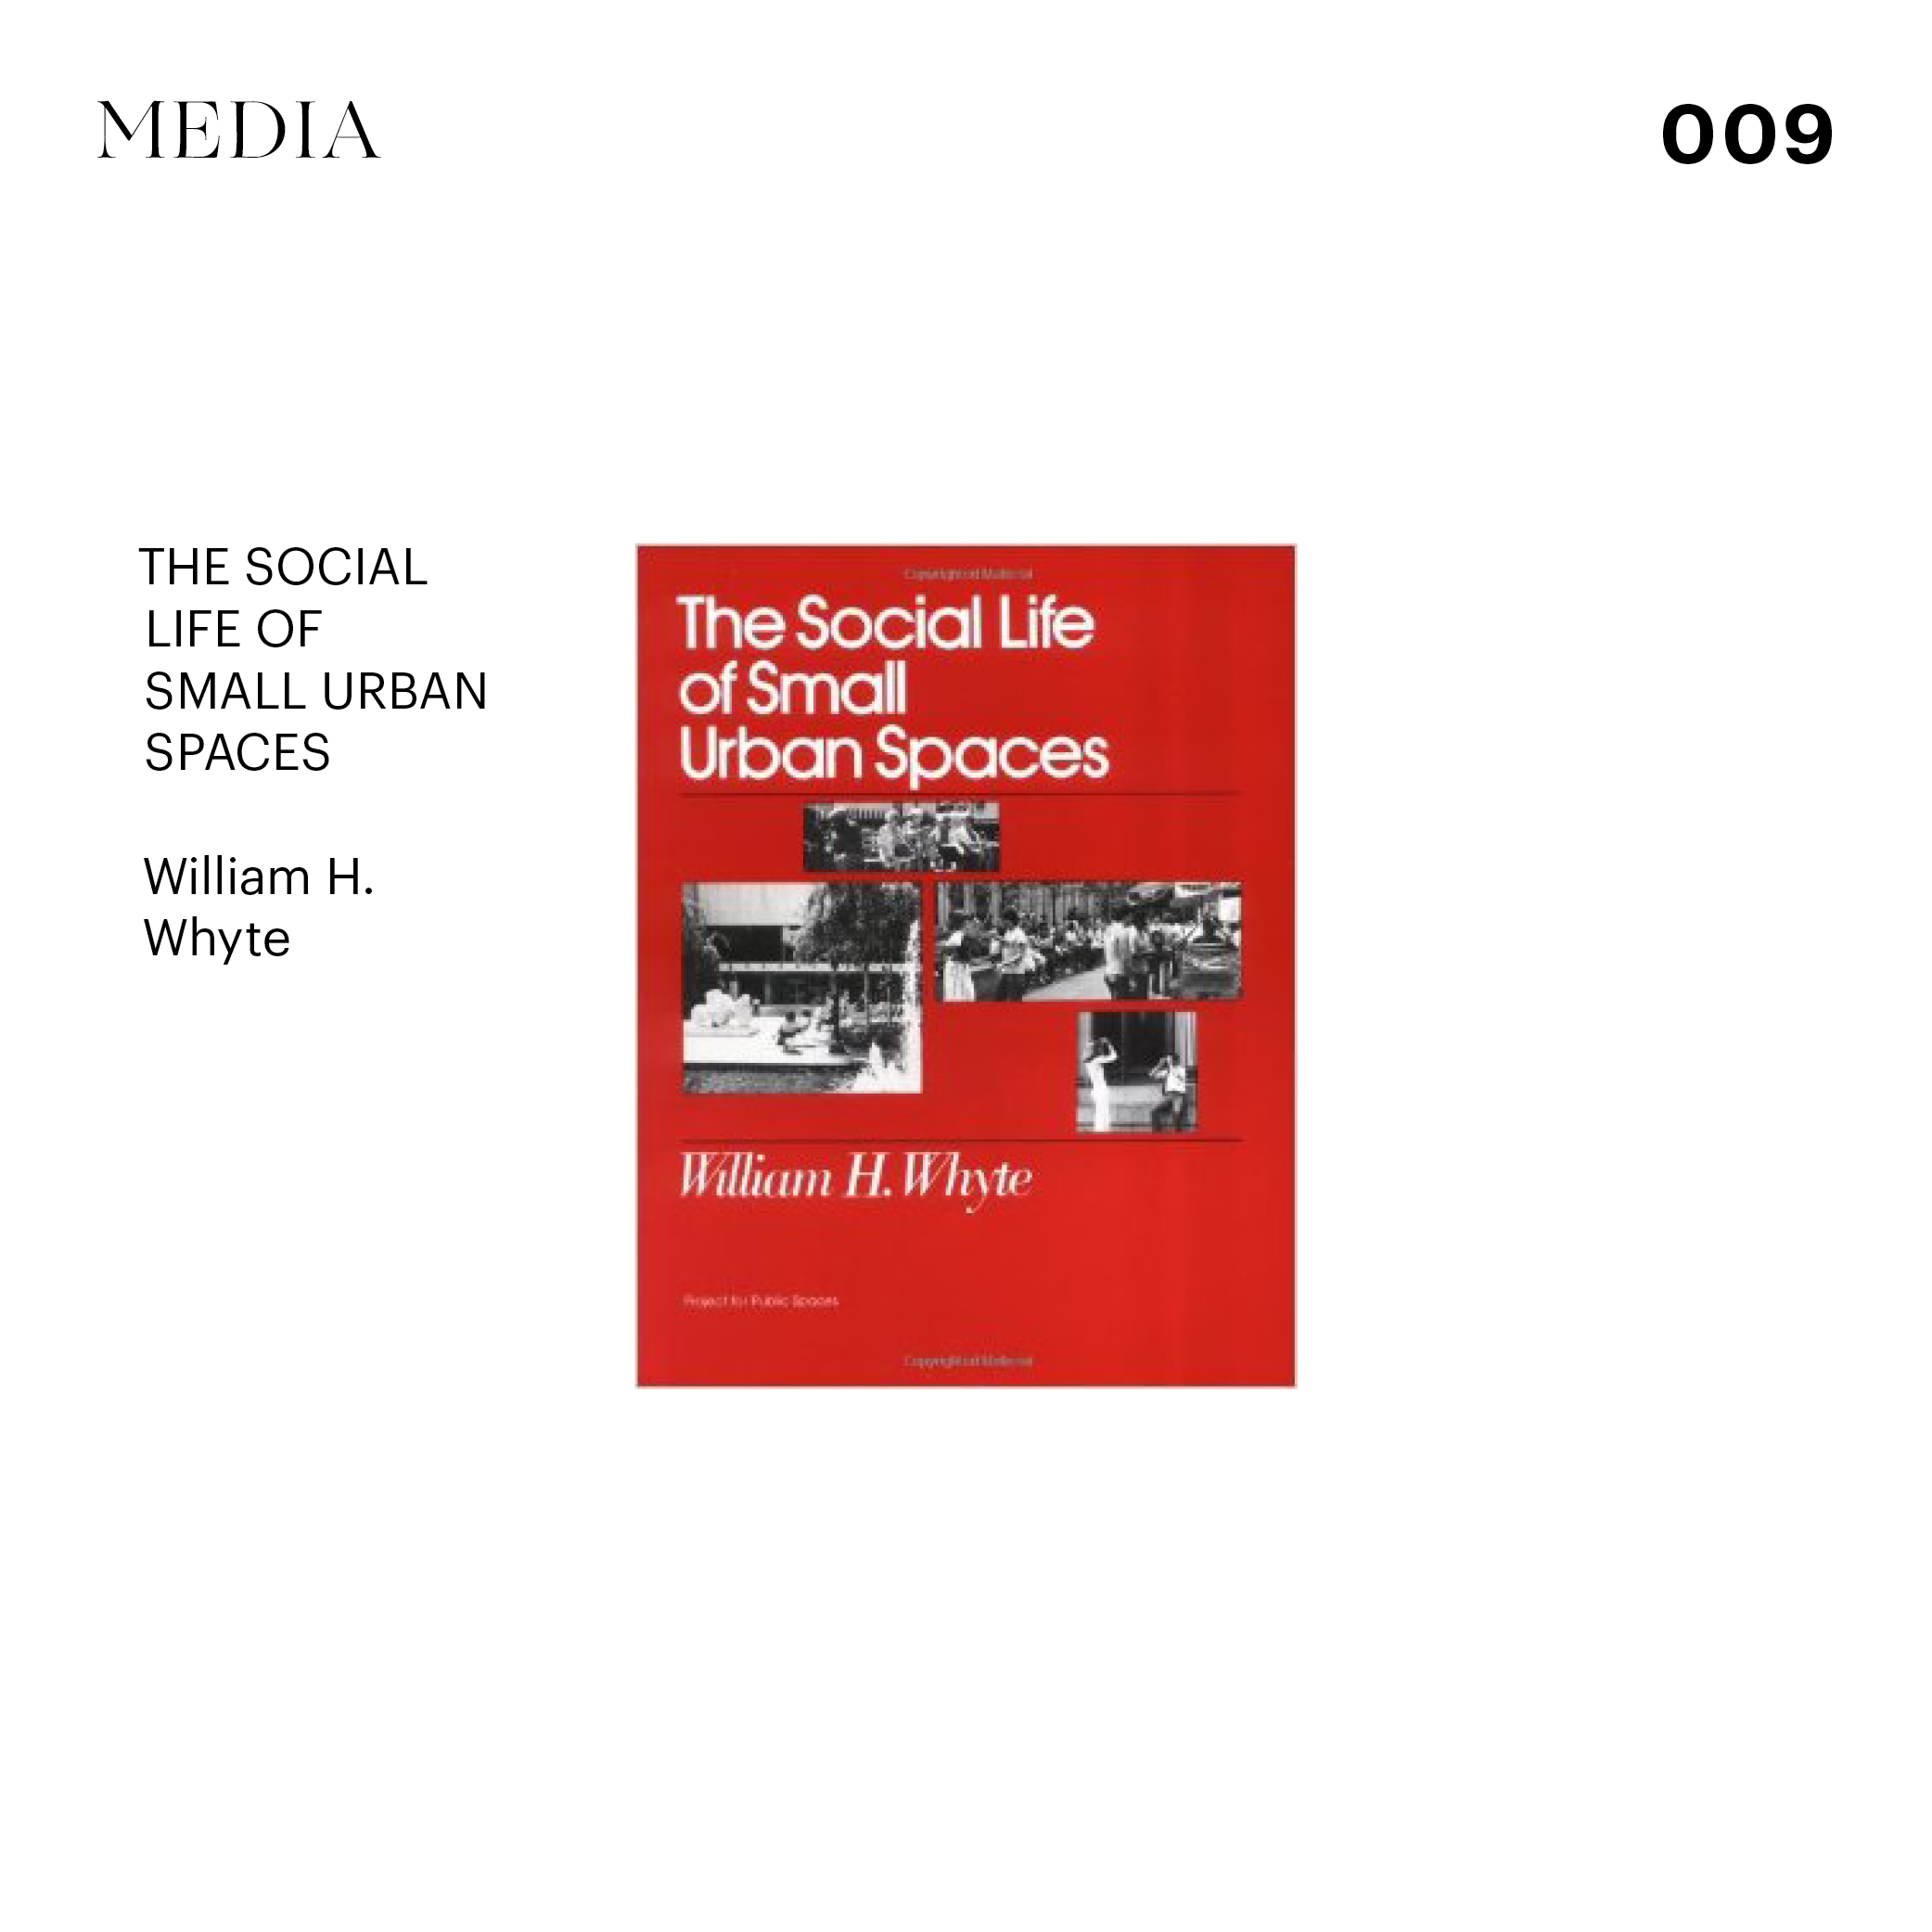 MEDIA
009
THE SOCIAL
LIFE OF
SMALL URBAN
SPACES
William H.
Whyte
Copyrighted Material
The Social Life
of Small
Urban Spaces
William H. Whyte
Project for Public Spaces
Copyrighted Material